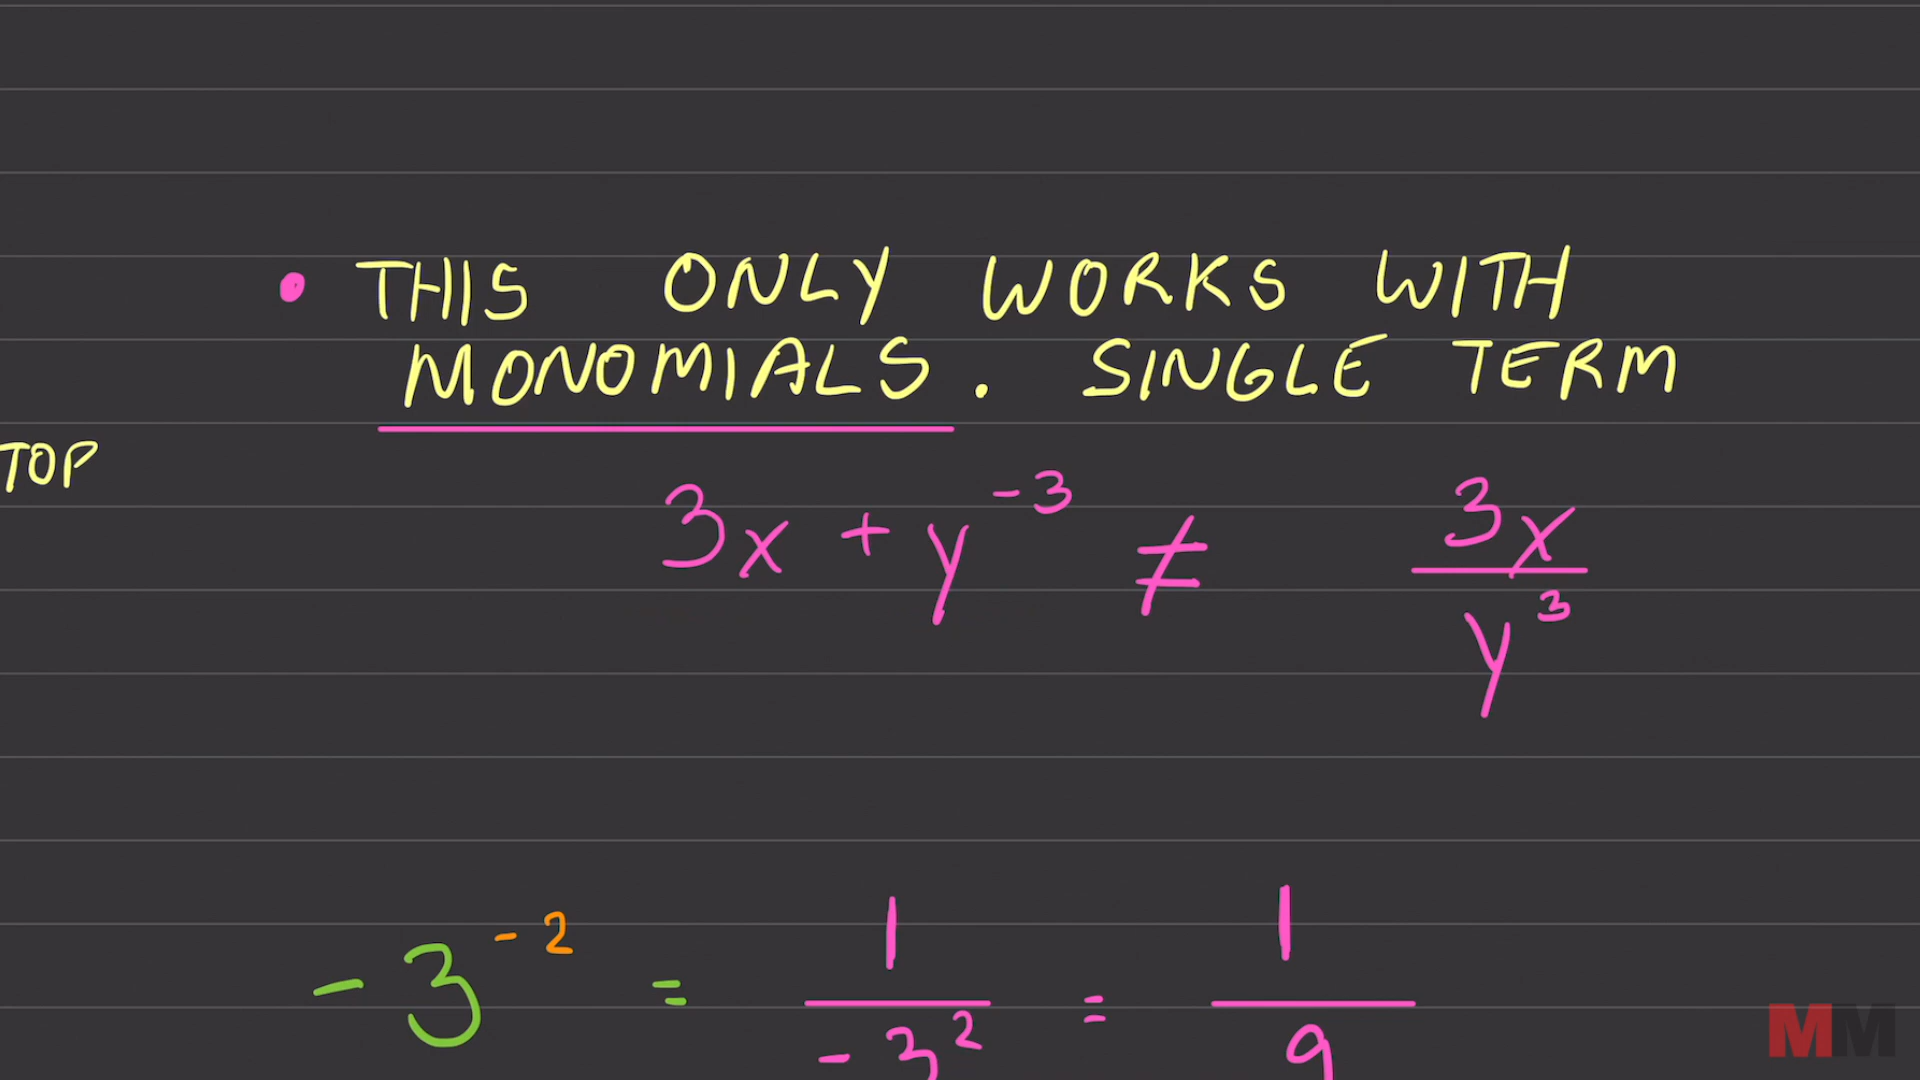 • THIS ONLY WORKS WITH
MONOMIALS. SINGLE TERM
TOP
3x + y^-3 ≠ 3x/y^3
-3^-2 = 1/-3^2 = 1/9
MM